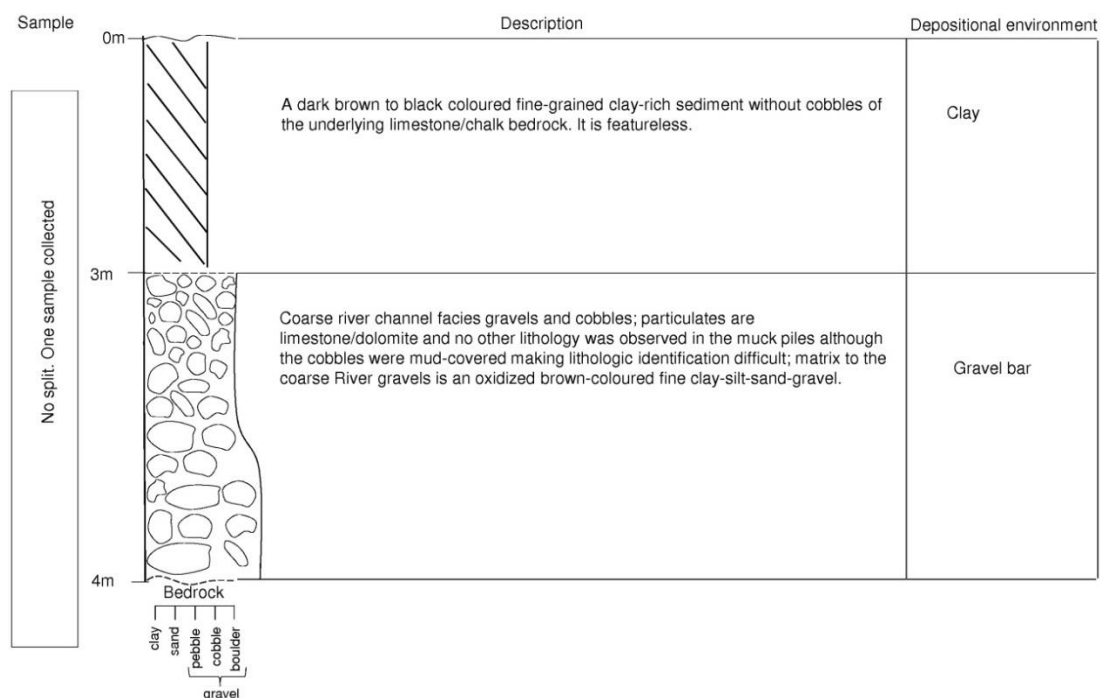 Sample
Description
Depositional environment
0m
No split. One sample collected
A dark brown to black coloured fine-grained clay-rich sediment without cobbles of
the underlying limestone/chalk bedrock. It is featureless.
Clay
3m
Coarse river channel facies gravels and cobbles; particulates are
limestone/dolomite and no other lithology was observed in the muck piles although
the cobbles were mud-covered making lithologic identification difficult; matrix to the
coarse River gravels is an oxidized brown-coloured fine clay-silt-sand-gravel.
Gravel bar
4m
Bedrock
clay
sand
pebble
cobble
boulder
gravel